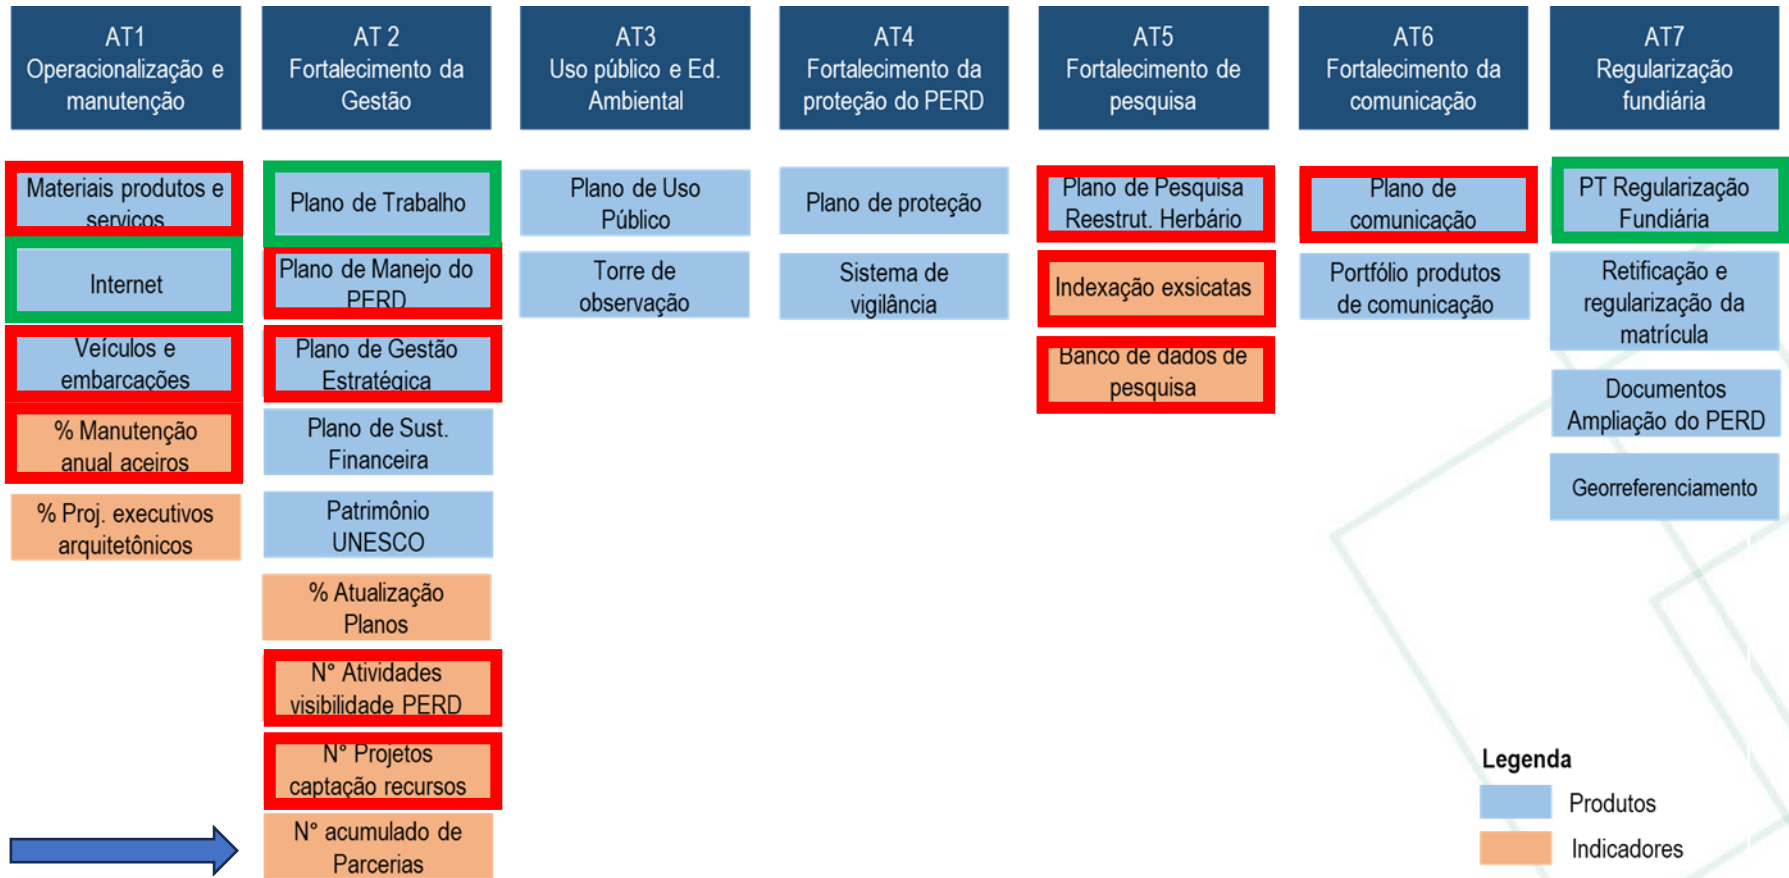 AT1
Operacionalização e
manutenção
AT 2
Fortalecimento da
Gestão
AT3
Uso público e Ed.
Ambiental
AT4
Fortalecimento da
proteção do PERD
AT5
Fortalecimento de
pesquisa
AT6
Fortalecimento da
comunicação
AT7
Regularização
fundiária
Materiais produtos e
serviços
Internet
Veículos e
embarcações
% Manutenção
anual aceiros
% Proj. executivos
arquitetônicos
Plano de Trabalho
Plano de Manejo do
PERD
Plano de Gestão
Estratégica
Plano de Sust.
Financeira
Patrimônio
UNESCO
% Atualização
Planos
N° Atividades
visibilidade PERD
N° Projetos
captação recursos
N° acumulado de
Parcerias
Plano de Uso
Público
Torre de
observação
Plano de proteção
Sistema de
vigilância
Plano de Pesquisa
Reestrut. Herbário
Indexação exsicatas
Banco de dados de
pesquisa
Plano de
comunicação
Portfólio produtos
de comunicação
PT Regularização
Fundiária
Retificação e
regularização da
matrícula
Documentos
Ampliação do PERD
Georreferenciamento
Legenda
Produtos
Indicadores